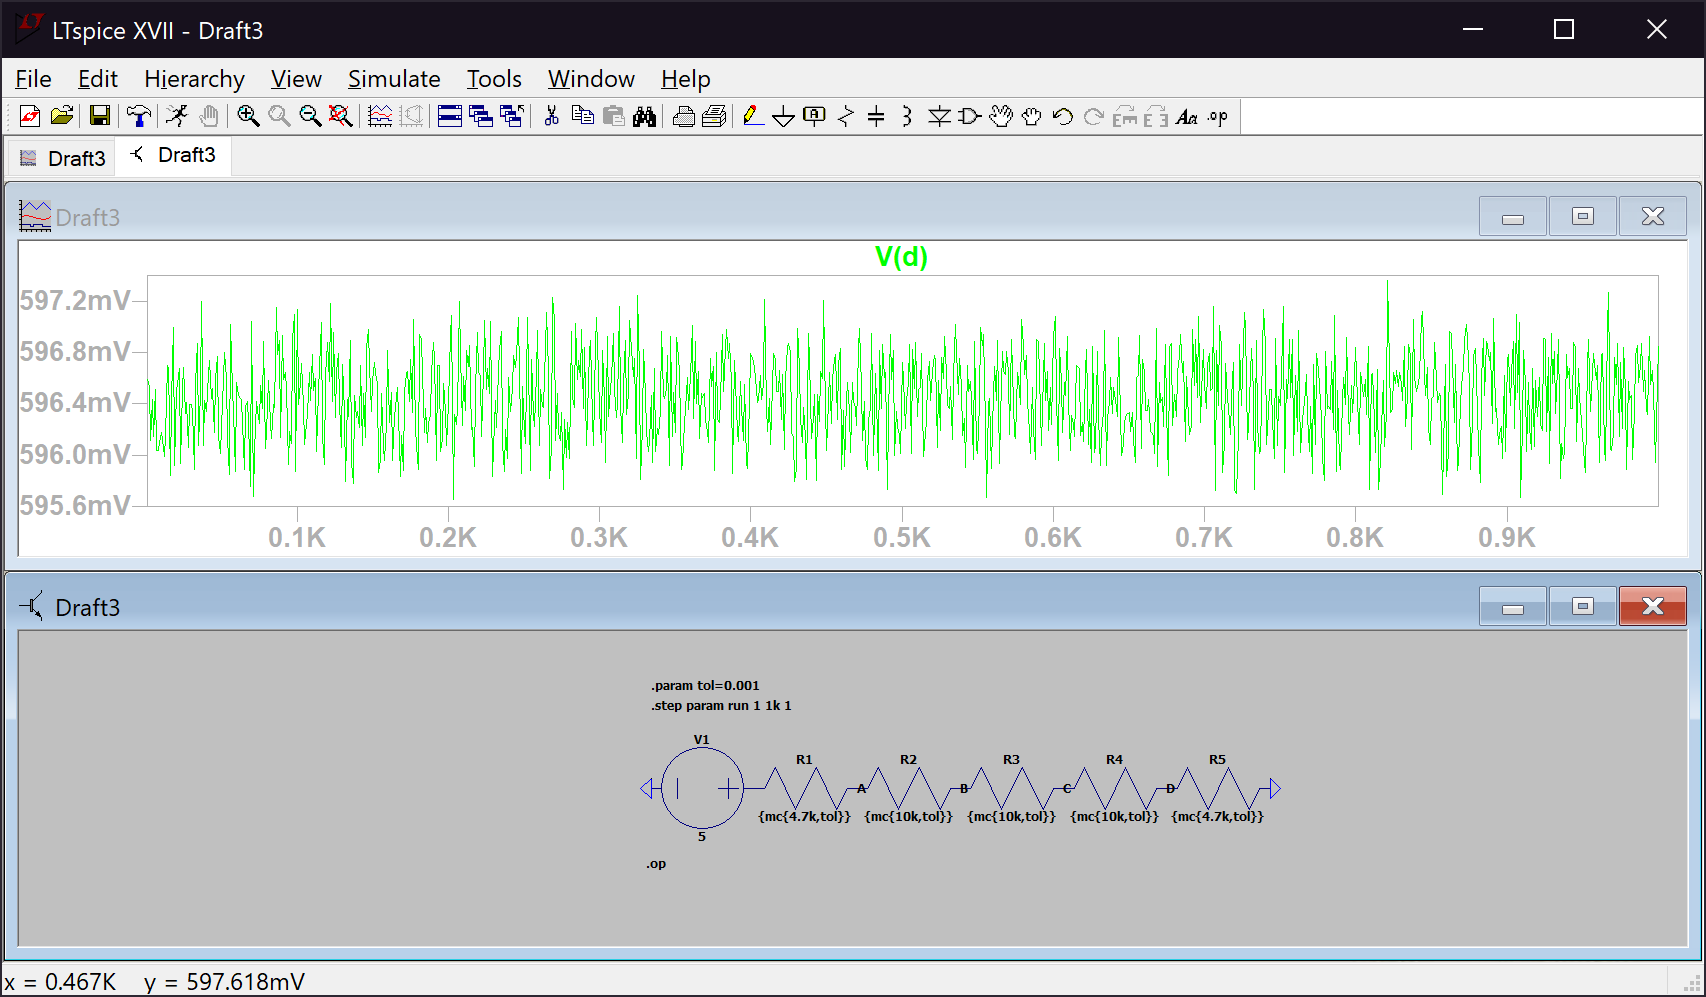 LTspice XVII - Draft3
File Edit Hierarchy View Simulate Tools Window Help
Draft3 Draft3
Draft3
V(d)
597.2mV
596.8mV
596.4mV
596.0mV
595.6mV
0.1K 0.2K 0.3K 0.4K 0.5K 0.6K 0.7K 0.8K 0.9K
Draft3
.param tol=0.001
.step param run 1 1k 1
V1
R1 R2 R3 R4 R5
A B C D
{mc{4.7k,tol}} {mc{10k,tol}} {mc{10k,tol}} {mc{10k,tol}} {mc{4.7k,tol}}
5
.op
x = 0.467K y = 597.618mV